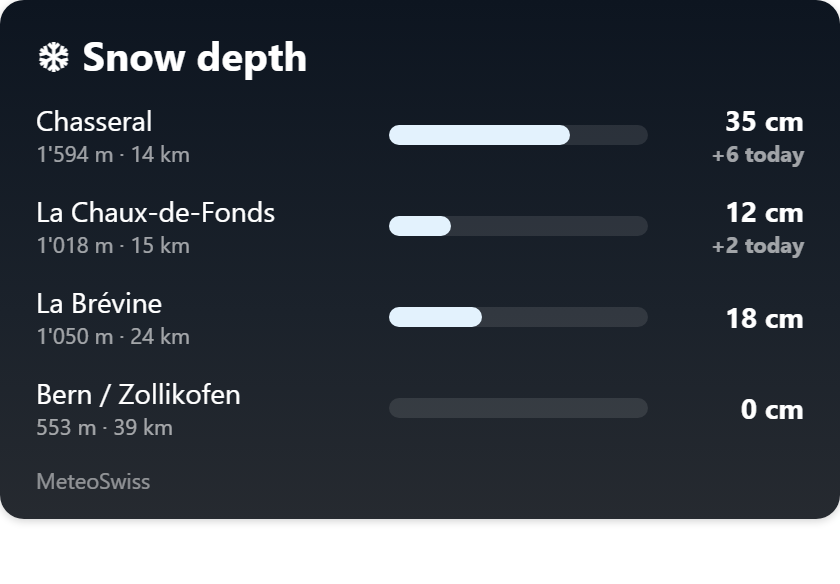 ❄ Snow depth
Chasseral
1'594 m · 14 km
35 cm
+6 today
La Chaux-de-Fonds
1'018 m · 15 km
12 cm
+2 today
La Brévine
1'050 m · 24 km
18 cm
Bern / Zollikofen
553 m · 39 km
0 cm
MeteoSwiss